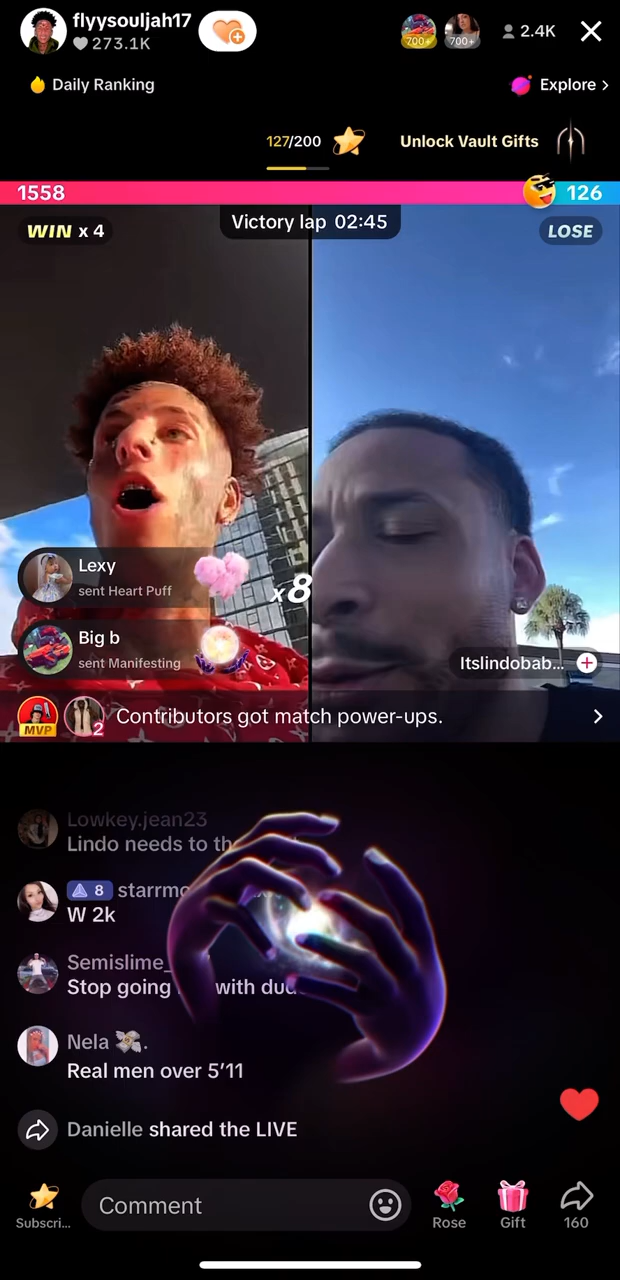 flyysouljah17
273.1K
700+
700+
2.4K
Daily Ranking
Explore >
127/200
Unlock Vault Gifts
1558
126
WIN x 4
Victory lap 02:45
LOSE
Lexy
sent Heart Puff
x8
Big b
sent Manifesting
Itslindobab...
MVP
2
Contributors got match power-ups.
Lowkey.jean23
Lindo needs to
8 starrm
W 2k
Semislime_
Stop going with
Nela
Real men over 5'11
Danielle shared the LIVE
Subscri...
Comment
Rose
Gift
160